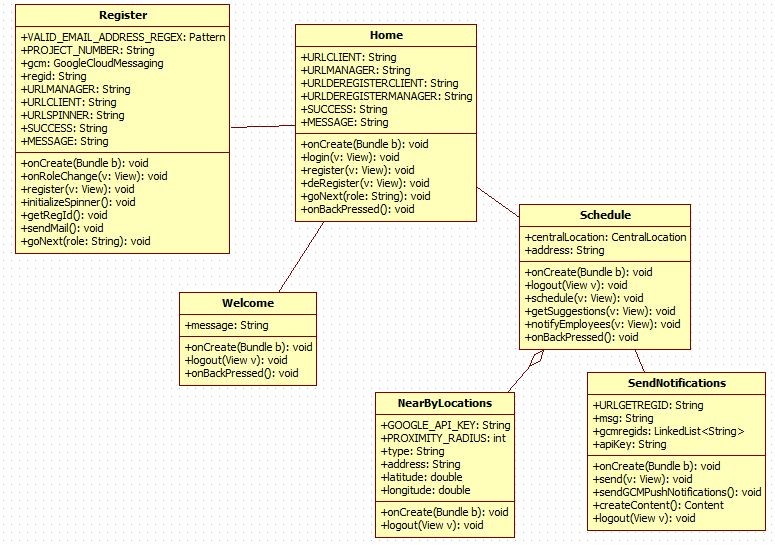 Register
+VALID_EMAIL_ADDRESS_REGEX: Pattern
+PROJECT_NUMBER: String
+gcm: GoogleCloudMessaging
+regid: String
+URLMANAGER: String
+URLCLIENT: String
+URLSPINNER: String
+SUCCESS: String
+MESSAGE: String
+onCreate(Bundle b): void
+onRoleChange(v: View): void
+register(v: View): void
+initializeSpinner(): void
+getRegId(): void
+sendMail(): void
+goNext(role: String): void
Home
+URLCLIENT: String
+URLMANAGER: String
+URLDEREGISTERCLIENT: String
+URLDEREGISTERMANAGER: String
+SUCCESS: String
+MESSAGE: String
+onCreate(Bundle b): void
+login(v: View): void
+register(v: View): void
+deRegister(v: View): void
+goNext(role: String): void
+onBackPressed(): void
Schedule
+centralLocation: CentralLocation
+address: String
+onCreate(Bundle b): void
+logout(View v): void
+schedule(v: View): void
+getSuggestions(v: View): void
+notifyEmployees(v: View): void
+onBackPressed(): void
Welcome
+message: String
+onCreate(Bundle b): void
+logout(View v): void
+onBackPressed(): void
NearByLocations
+GOOGLE_API_KEY: String
+PROXIMITY_RADIUS: int
+type: String
+address: String
+latitude: double
+longitude: double
+onCreate(Bundle b): void
+logout(View v): void
SendNotifications
+URLGETREGID: String
+msg: String
+gcmregids: LinkedList<String>
+apiKey: String
+onCreate(Bundle b): void
+send(v: View): void
+sendGCMPushNotifications(): void
+createContent(): Content
+logout(View v): void